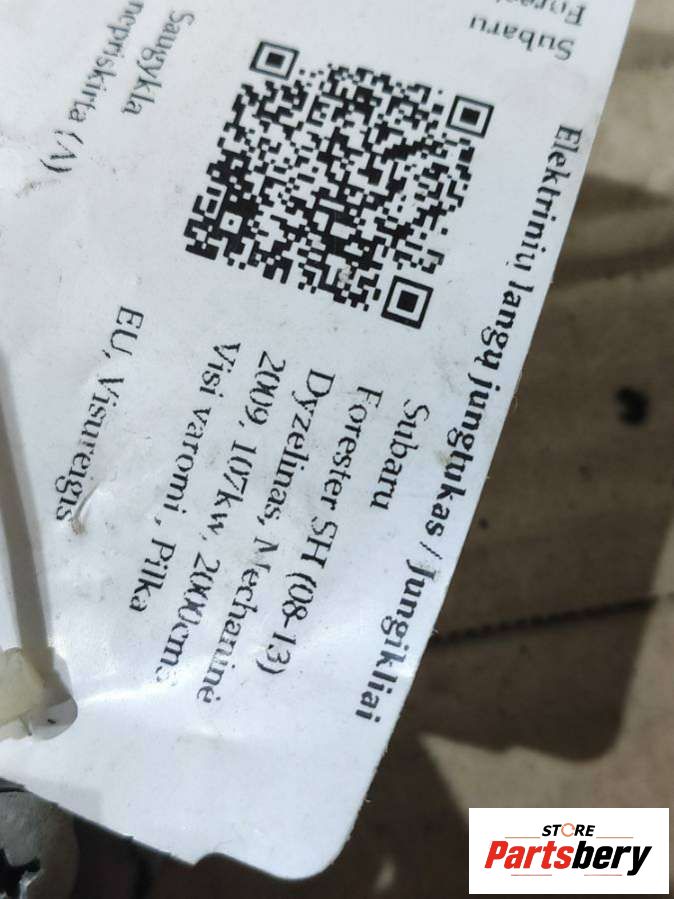 Elektrinių langų jungtukas / Jungikliai
Subaru
Subaru
Forester SH (08-13)
Dyzelinas, Mechaninė
2009, 107kw, 2000cm
Visi varomi , Pilka
EU, Visureigis
Saugykla
nepriskirta (A)
STORE
Partsbery